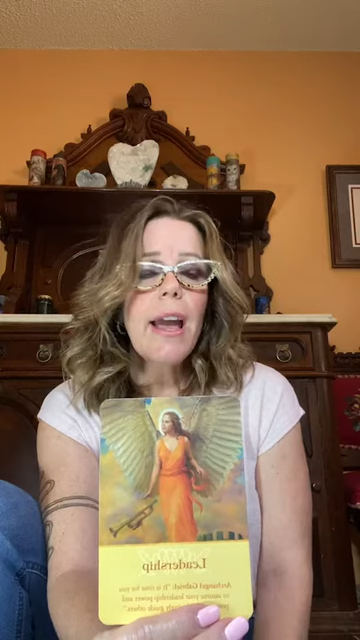 Leadership
Archangel Gabriel: "It is time for you
to assume your leadership power and
guide others."